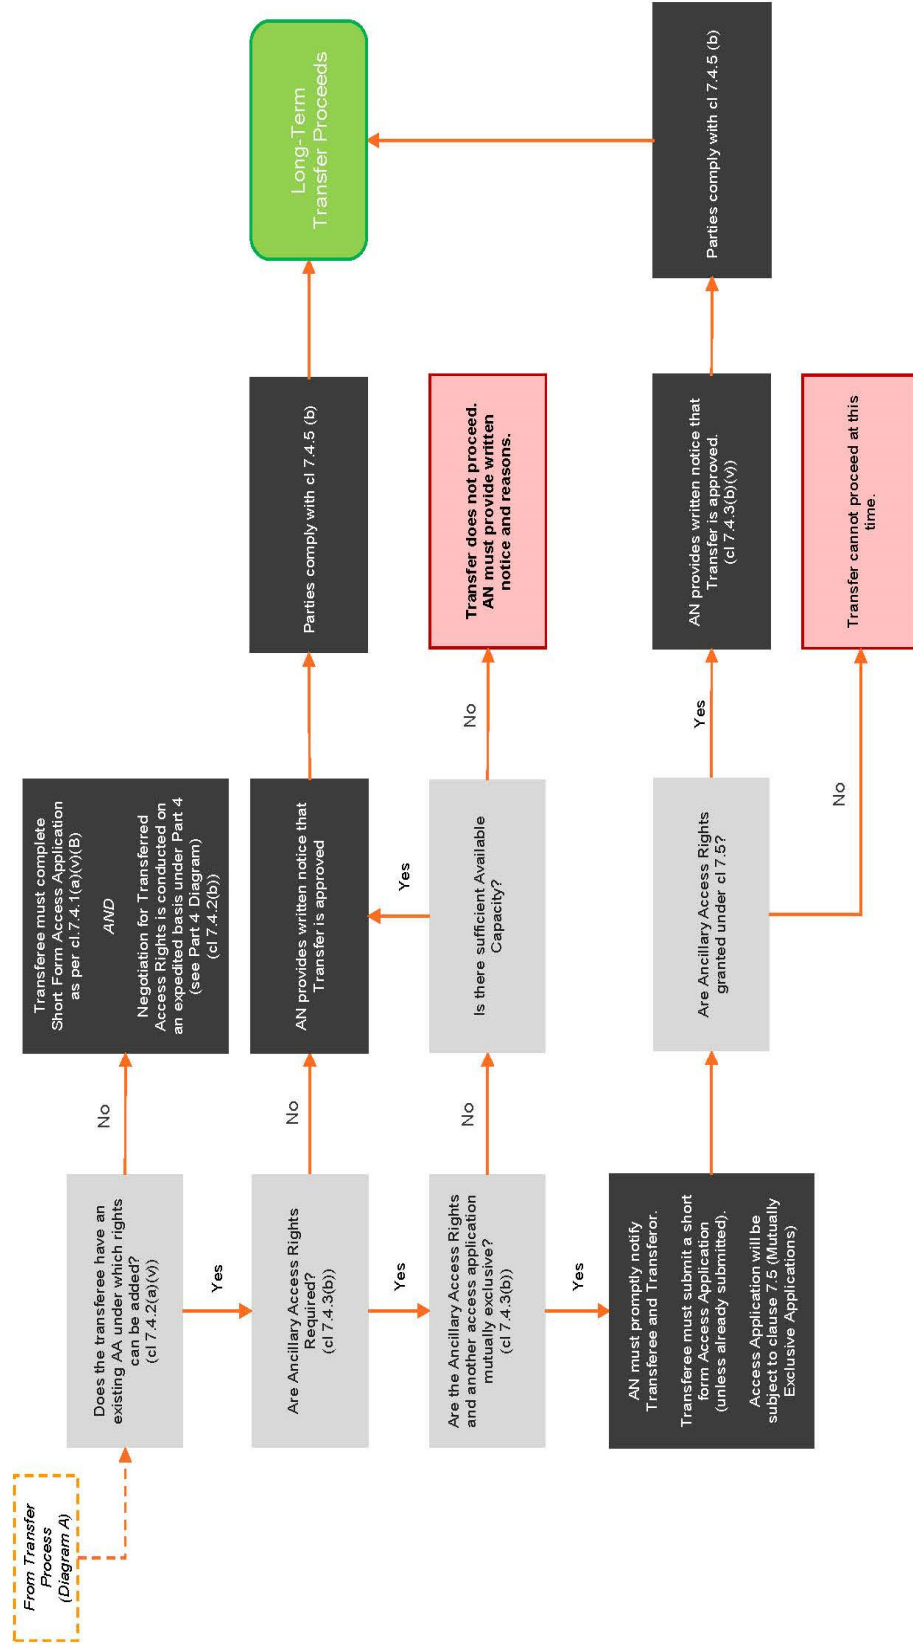 From Transfer
Process
(Diagram A)
Does the transferee have an
existing AA under which rights
can be added?
(cl 7.4.2(a)(v))
No
Transferee must complete
Short Form Access Application
as per cl.7.4.1(a)(v)(B)
AND
Negotiation for Transferred
Access Rights is conducted on
an expedited basis under Part 4
(see Part 4 Diagram)
(cl 7.4.2(b))
Yes
Are Ancillary Access Rights
Required?
(cl 7.4.3(b))
No
AN provides written notice that
Transfer is approved
Parties comply with cl 7.4.5 (b)
Long-Term
Transfer Proceeds
Yes
Are the Ancillary Access Rights
and another access application
mutually exclusive?
(cl 7.4.3(b))
No
Is there sufficient Available
Capacity?
Yes
No
Transfer does not proceed.
AN must provide written
notice and reasons.
Yes
AN must promptly notify
Transferee and Transferor.
Transferee must submit a short
form Access Application
(unless already submitted).
Access Application will be
subject to clause 7.5 (Mutually
Exclusive Applications)
Are Ancillary Access Rights
granted under cl 7.5?
Yes
AN provides written notice that
Transfer is approved.
(cl 7.4.3(b)(v))
Parties comply with cl 7.4.5 (b)
No
Transfer cannot proceed at this
time.